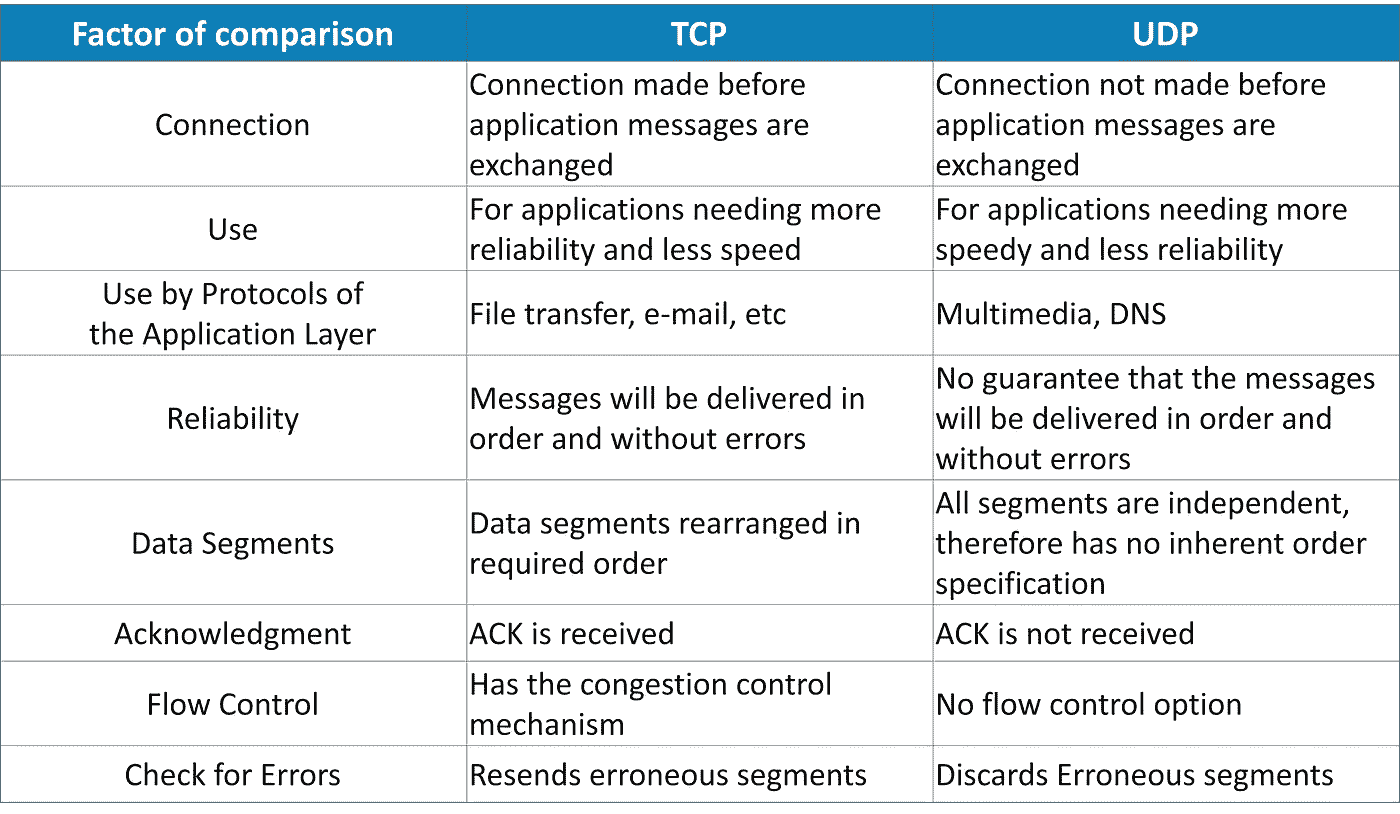 Factor of comparison
TCP
UDP
Connection
Connection made before
application messages are
exchanged
Connection not made before
application messages are
exchanged
Use
For applications needing more
reliability and less speed
For applications needing more
speedy and less reliability
Use by Protocols of
the Application Layer
File transfer, e-mail, etc
Multimedia, DNS
Reliability
Messages will be delivered in
order and without errors
No guarantee that the messages
will be delivered in order and
without errors
Data Segments
Data segments rearranged in
required order
All segments are independent,
therefore has no inherent order
specification
Acknowledgment
ACK is received
ACK is not received
Flow Control
Has the congestion control
mechanism
No flow control option
Check for Errors
Resends erroneous segments
Discards Erroneous segments